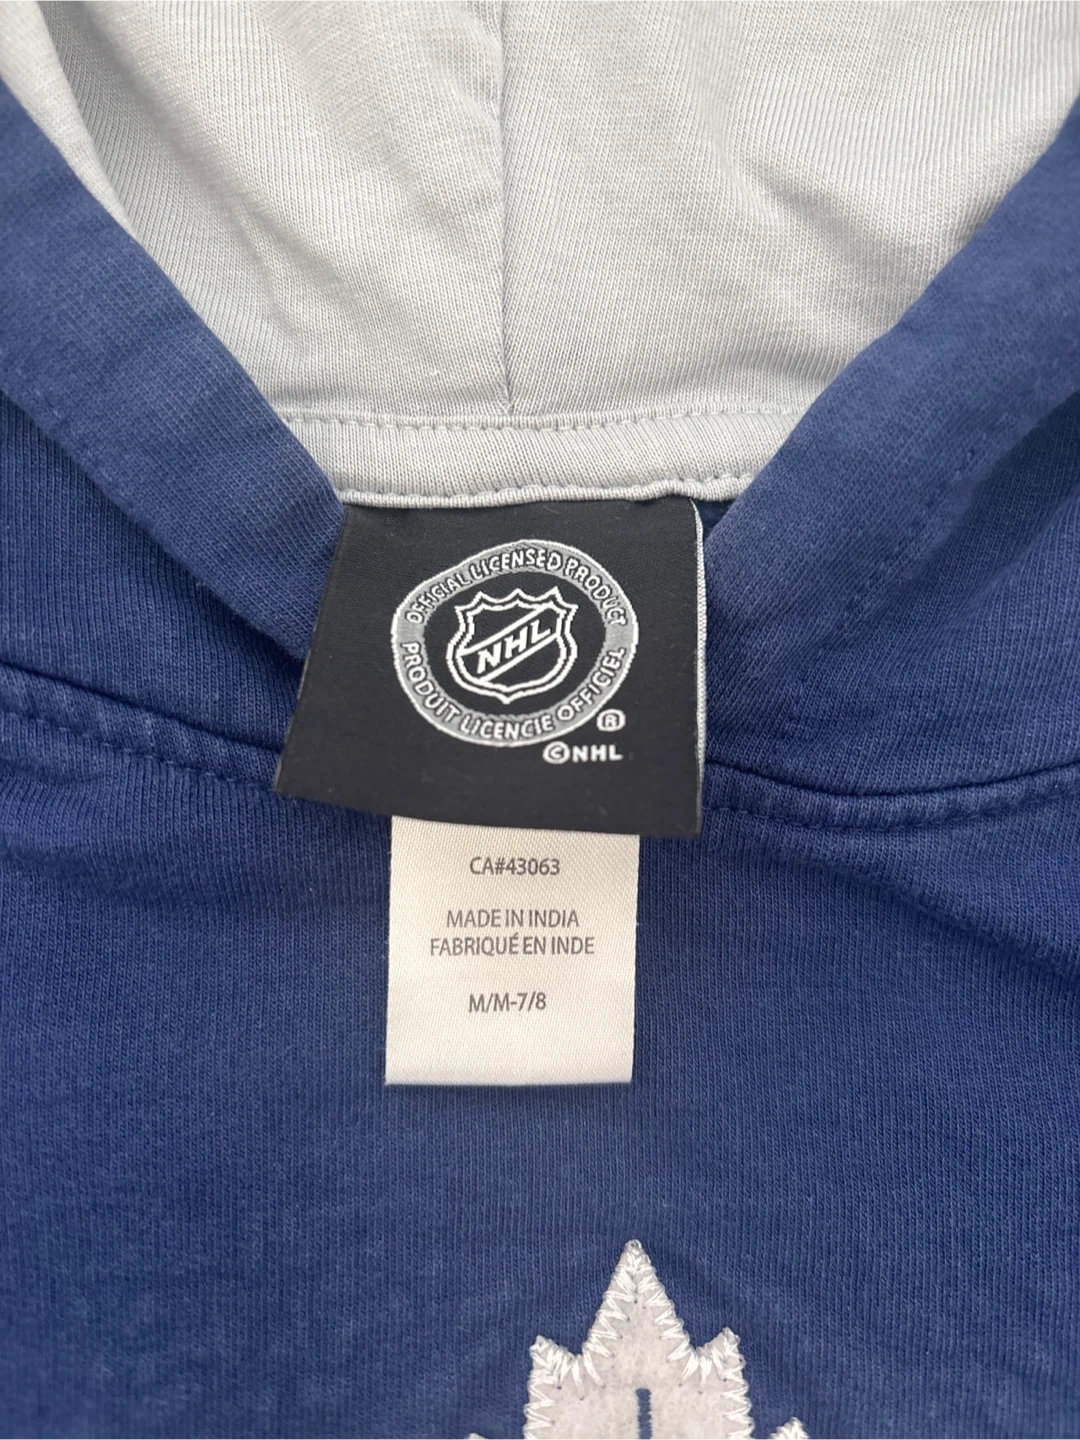 OFFICIAL LICENSED PRODUCT
NHL
PRODUIT LICENCIE OFFICIEL
®
©NHL
CA#43063
MADE IN INDIA
FABRIQUÉ EN INDE
M/M-7/8